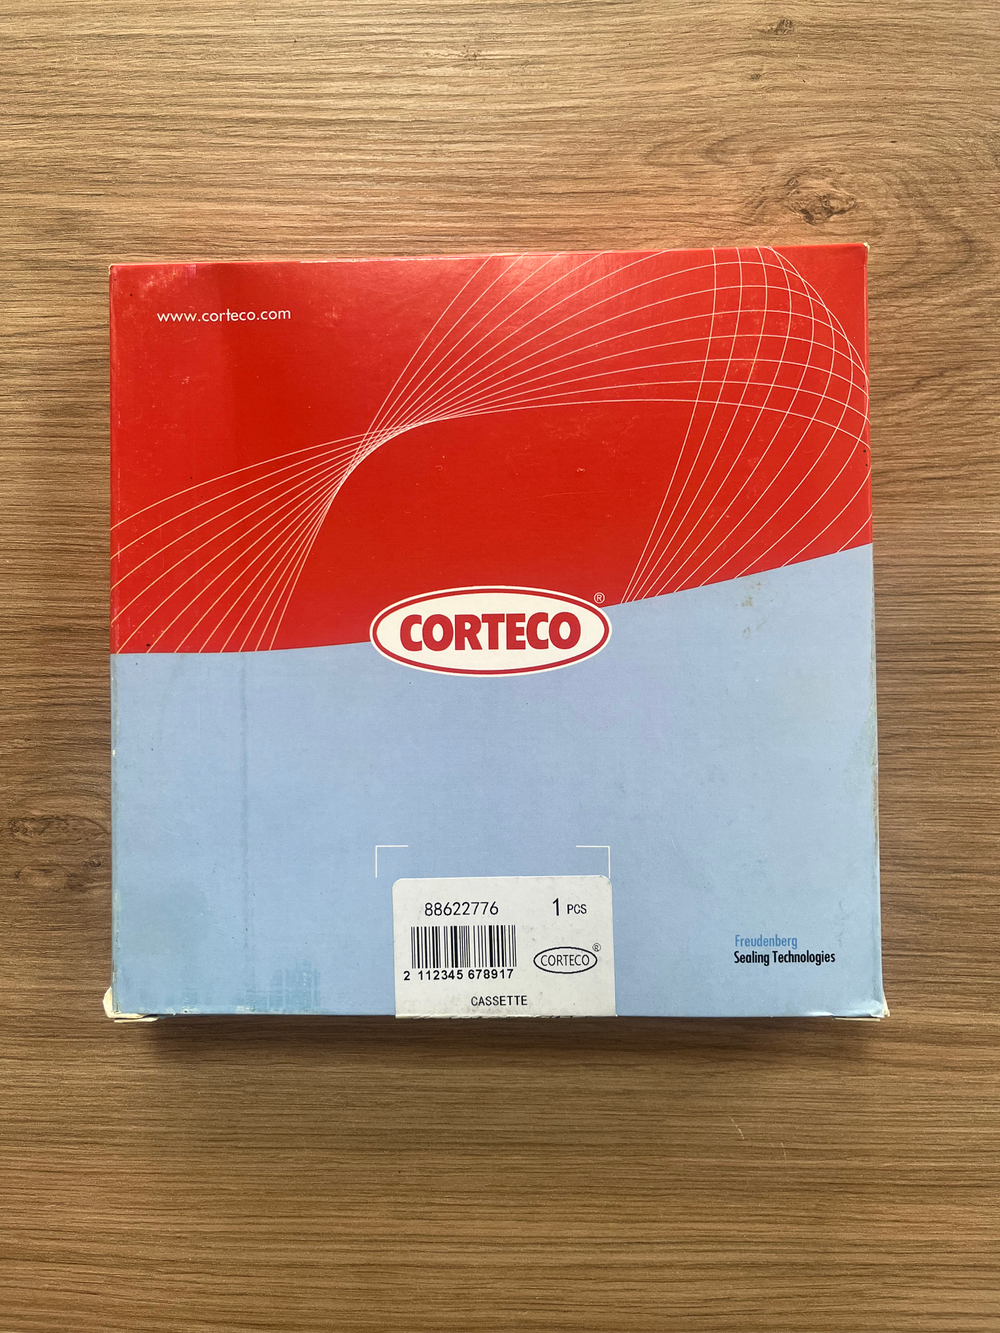 www.corteco.com
CORTECO®
88622776 1 PCS
2 112345 678917
CORTECO®
CASSETTE
Freudenberg
Sealing Technologies